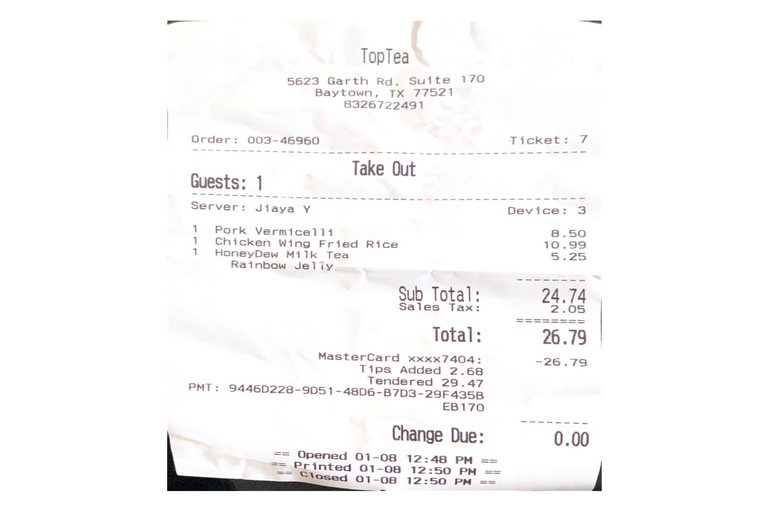 TopTea
5623 Garth Rd. Suite 170
Baytown, TX 77521
8326722491
Order: 003-46960 Ticket: 7
Take Out
Guests: 1
Server: Jiaya Y Device: 3
1 Pork Vermicelli 8.50
1 Chicken Wing Fried Rice 10.99
1 HoneyDew Milk Tea 5.25
Rainbow Jelly
--------
Sub Total: 24.74
Sales Tax: 2.05
========
Total: 26.79
MasterCard xxxx7404: -26.79
Tips Added 2.68
Tendered 29.47
PMT: 9446D228-9D51-48D6-B7D3-29F435B
EB170
--------
Change Due: 0.00
== Opened 01-08 12:48 PM ==
== Printed 01-08 12:50 PM ==
== Closed 01-08 12:50 PM ==